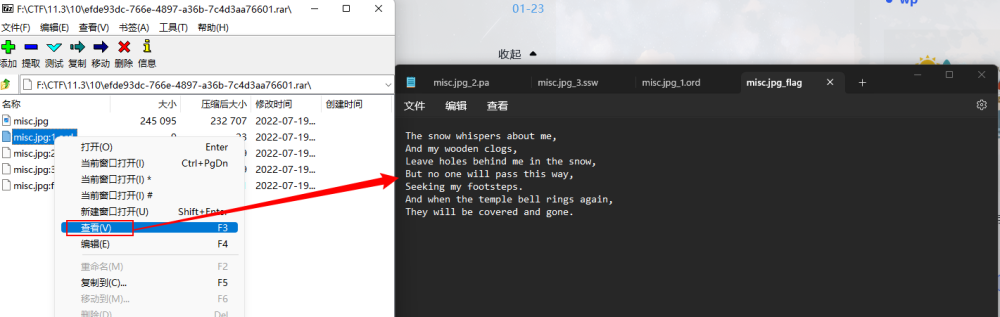 F:\CTF\11.3\10\efde93dc-766e-4897-a36b-7c4d3aa76601.rar\
文件(F) 编辑(E) 查看(V) 书签(A) 工具(T) 帮助(H)
添加 提取 测试 复制 移动 删除 信息
F:\CTF\11.3\10\efde93dc-766e-4897-a36b-7c4d3aa76601.rar\
名称 大小 压缩后大小 修改时间 创建时间
misc.jpg 245 095 232 707 2022-07-19...
misc.jpg:1.ord 0 23 2022-07-19...
misc.jpg:2 2022-07-19...
misc.jpg:3 2022-07-19...
misc.jpg:f 2022-07-19...
打开(O) Enter
当前窗口打开(I) Ctrl+PgDn
当前窗口打开(I) *
当前窗口打开(I) #
新建窗口打开(U) Shift+Enter
查看(V) F3
编辑(E) F4
重命名(M) F2
复制到(C)... F5
移动到(M)... F6
删除(D) Del
01-23
wp
收起
misc.jpg_2.pa misc.jpg_3.ssw misc.jpg_1.ord misc.jpg_flag
文件 编辑 查看
The snow whispers about me,
And my wooden clogs,
Leave holes behind me in the snow,
But no one will pass this way,
Seeking my footsteps.
And when the temple bell rings again,
They will be covered and gone.